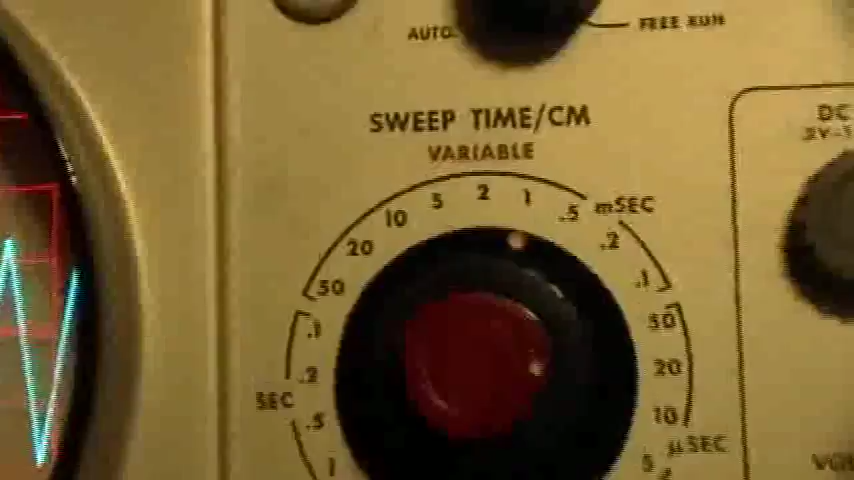 AUTO.
FREE RUN
SWEEP TIME/CM
VARIABLE
50 20 10 5 2 1 .5 mSEC .2 .1
.1 .2 SEC .5 1
50 20 10 µSEC 5
DC